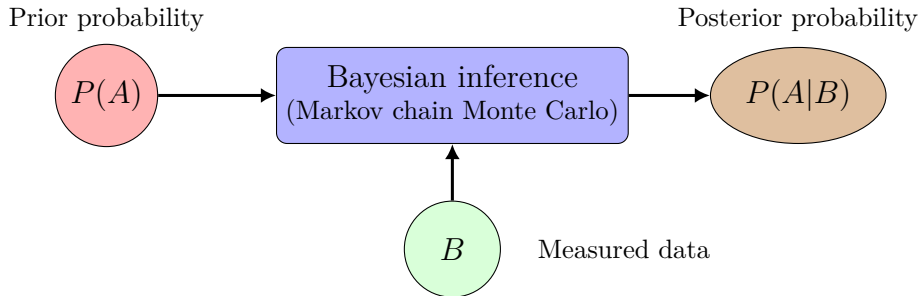 Prior probability
Posterior probability
P(A)
Bayesian inference
(Markov chain Monte Carlo)
P(A|B)
B
Measured data